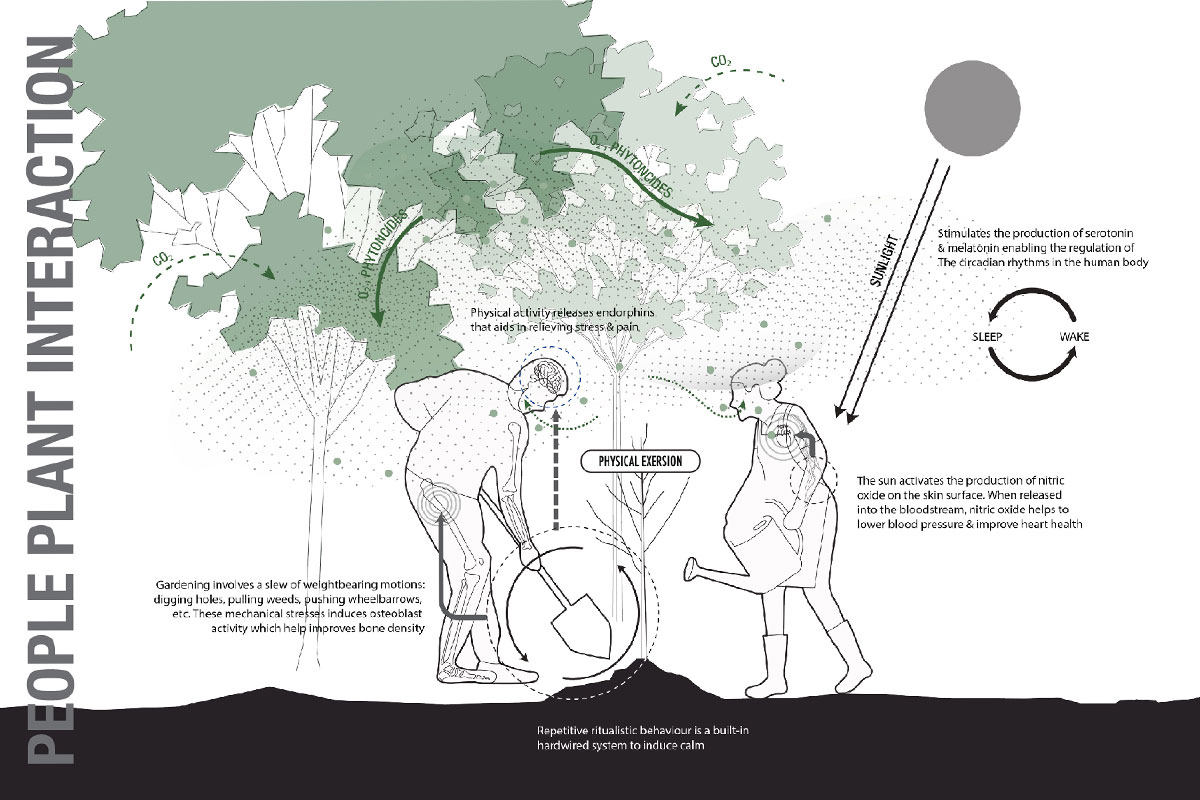 PEOPLE PLANT INTERACTION
CO₂
O₂, PHYTONCIDES
CO₂
O₂, PHYTONCIDES
SUNLIGHT
Stimulates the production of serotonin
& melatonin enabling the regulation of
The circadian rhythms in the human body
SLEEP
WAKE
Physical activity releases endorphins
that aids in relieving stress & pain.
PHYSICAL EXERSION
The sun activates the production of nitric
oxide on the skin surface. When released
into the bloodstream, nitric oxide helps to
lower blood pressure & improve heart health
Gardening involves a slew of weightbearing motions:
digging holes, pulling weeds, pushing wheelbarrows,
etc. These mechanical stresses induces osteoblast
activity which help improves bone density
Repetitive ritualistic behaviour is a built-in
hardwired system to induce calm